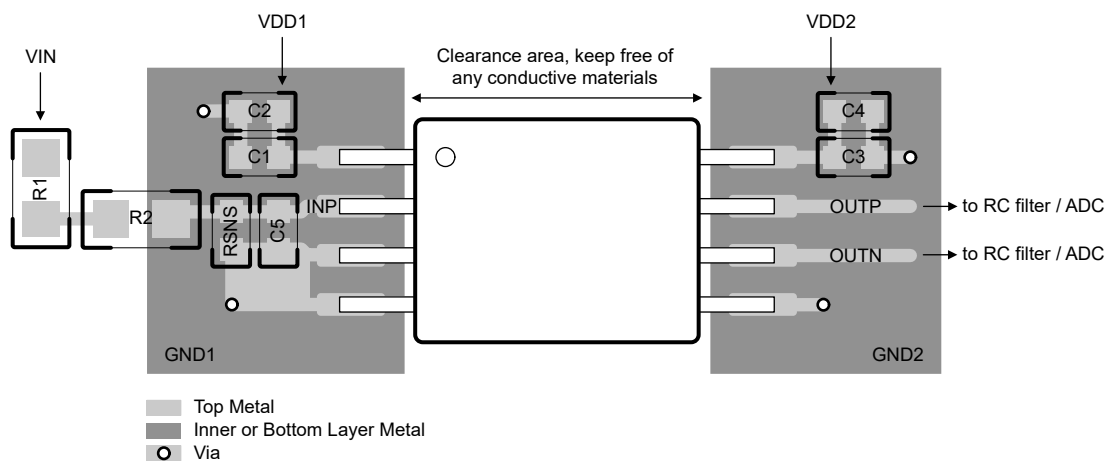 VDD1
VDD2
VIN
Clearance area, keep free of
any conductive materials
C2
C4
C1
C3
R1
R2
RSNS
C5
INP
OUTP
to RC filter / ADC
OUTN
to RC filter / ADC
GND1
GND2
Top Metal
Inner or Bottom Layer Metal
Via